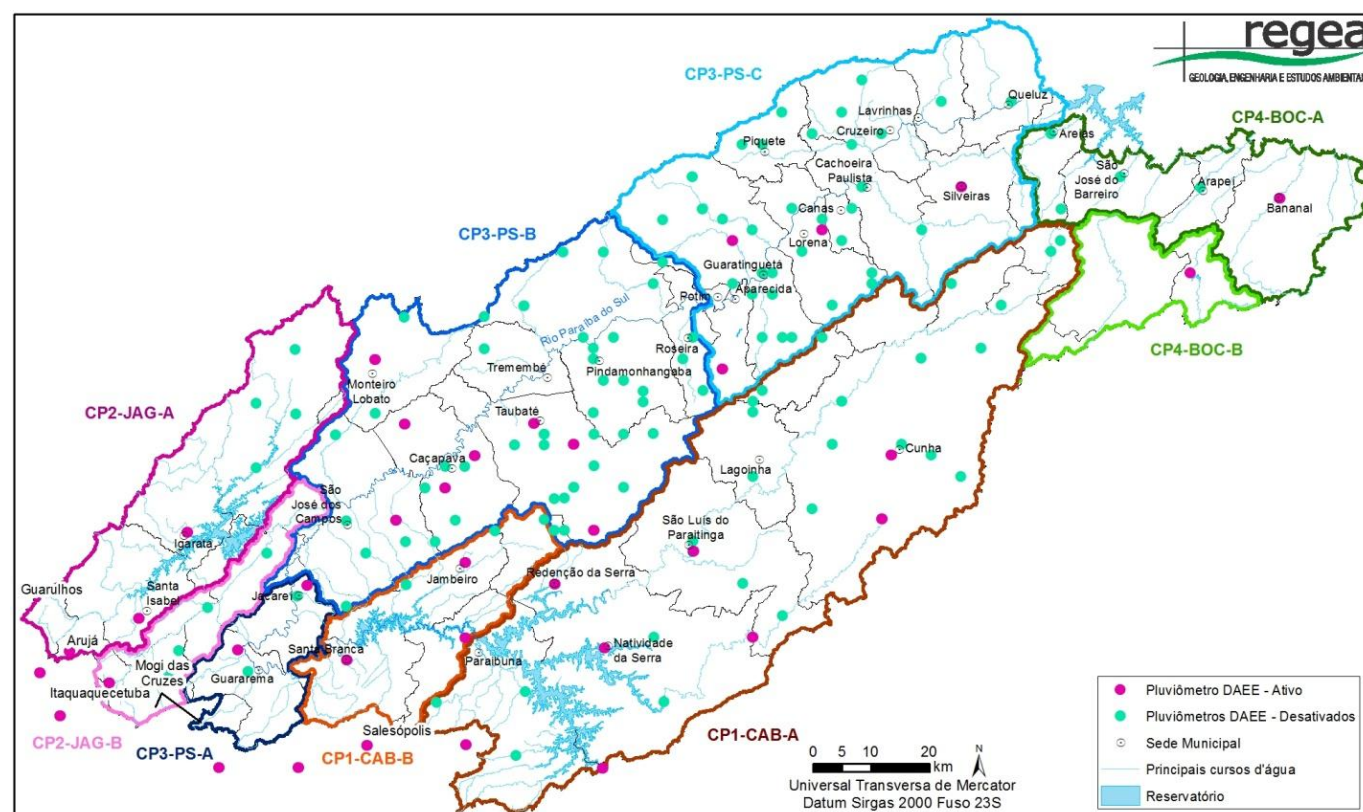 regea
GEOLOGIA, ENGENHARIA E ESTUDOS AMBIENTAIS
CP3-PS-C
Queluz
Lavrinhas
Cruzeiro
CP4-BOC-A
Areias
Piquete
Cachoeira
Paulista
São
José do
Barreiro
Arapeí
Silveiras
Bananal
Canas
CP3-PS-B
Lorena
Guaratinguetá
Aparecida
Potim
Rio Paraíba do Sul
Roseira
CP4-BOC-B
Tremembé
Pindamonhangaba
Monteiro
Lobato
CP2-JAG-A
Taubaté
Cunha
Caçapava
Lagoinha
São
José dos
Campos
São Luís do
Paraitinga
Igaratá
Jambeiro
Redenção da Serra
Guarulhos
Santa
Isabel
Jacareí
Arujá
Santa Branca
Natividade
da Serra
Paraibuna
Mogi das
Cruzes
Guararema
Itaquaquecetuba
Salesópolis
CP2-JAG-B
CP3-PS-A
CP1-CAB-B
CP1-CAB-A
0 5 10 20
km
N
Universal Transversa de Mercator
Datum Sirgas 2000 Fuso 23S
Pluviômetro DAEE - Ativo
Pluviômetros DAEE - Desativados
Sede Municipal
Principais cursos d'água
Reservatório